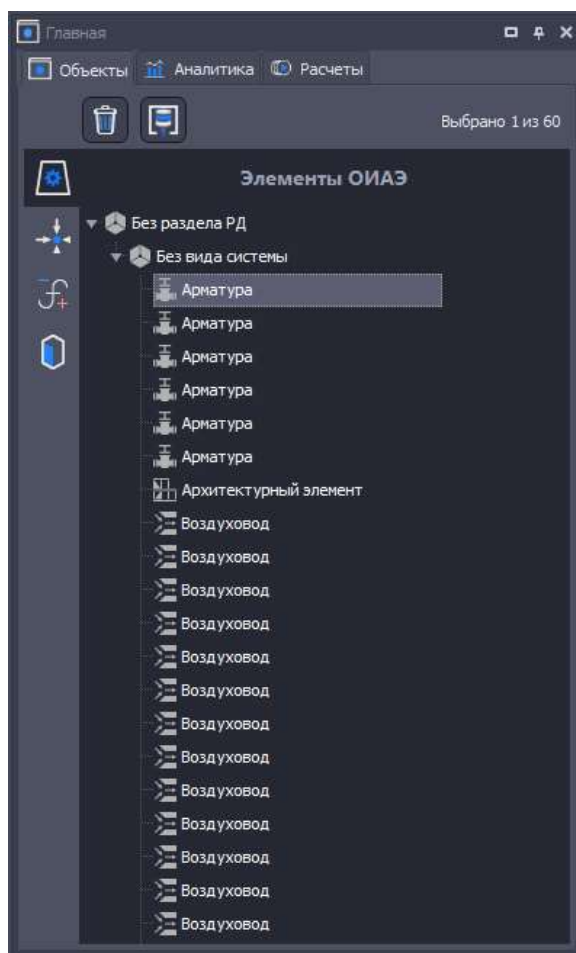 Главная
Объекты Аналитика Расчеты
Выбрано 1 из 60
Элементы ОИАЭ
Без раздела РД
Без вида системы
Арматура
Арматура
Арматура
Арматура
Арматура
Арматура
Архитектурный элемент
Воздуховод
Воздуховод
Воздуховод
Воздуховод
Воздуховод
Воздуховод
Воздуховод
Воздуховод
Воздуховод
Воздуховод
Воздуховод
Воздуховод
Воздуховод